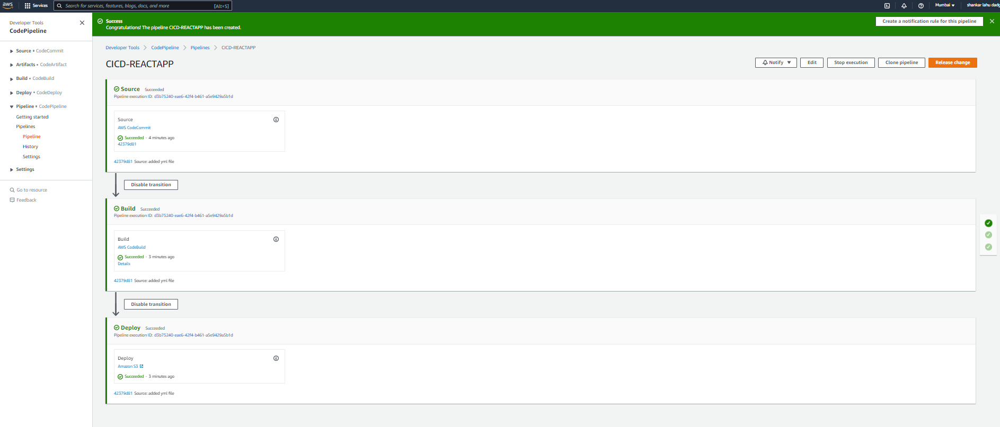 aws
Services
Search for services, features, blogs, docs, and more
[Alt+S]
Mumbai
shankar lahu dadg
Developer Tools
CodePipeline
Source • CodeCommit
Artifacts • CodeArtifact
Build • CodeBuild
Deploy • CodeDeploy
Pipeline • CodePipeline
Getting started
Pipelines
Pipeline
History
Settings
Settings
Go to resource
Feedback
Success
Congratulations! The pipeline CICD-REACTAPP has been created.
Create a notification rule for this pipeline
Developer Tools > CodePipeline > Pipelines > CICD-REACTAPP
CICD-REACTAPP
Notify
Edit
Stop execution
Clone pipeline
Release change
Source Succeeded
Pipeline execution ID: d3b75240-eae6-42f4-b461-a5e9429a5b1d
Source
AWS CodeCommit
Succeeded - 4 minutes ago
42379d81
42379d81 Source: added yml file
Disable transition
Build Succeeded
Pipeline execution ID: d3b75240-eae6-42f4-b461-a5e9429a5b1d
Build
AWS CodeBuild
Succeeded - 3 minutes ago
Details
42379d81 Source: added yml file
Disable transition
Deploy Succeeded
Pipeline execution ID: d3b75240-eae6-42f4-b461-a5e9429a5b1d
Deploy
Amazon S3
Succeeded - 3 minutes ago
42379d81 Source: added yml file